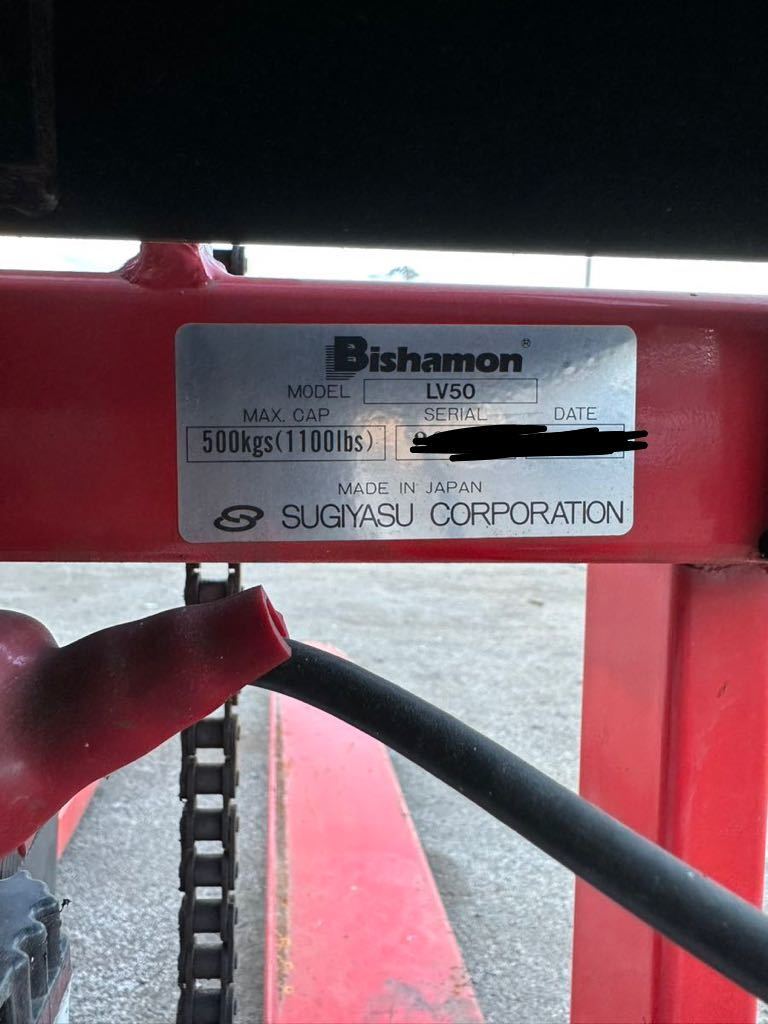 Bishamon®
MODEL LV50
MAX. CAP SERIAL DATE
500kgs(1100lbs)
MADE IN JAPAN
SUGIYASU CORPORATION